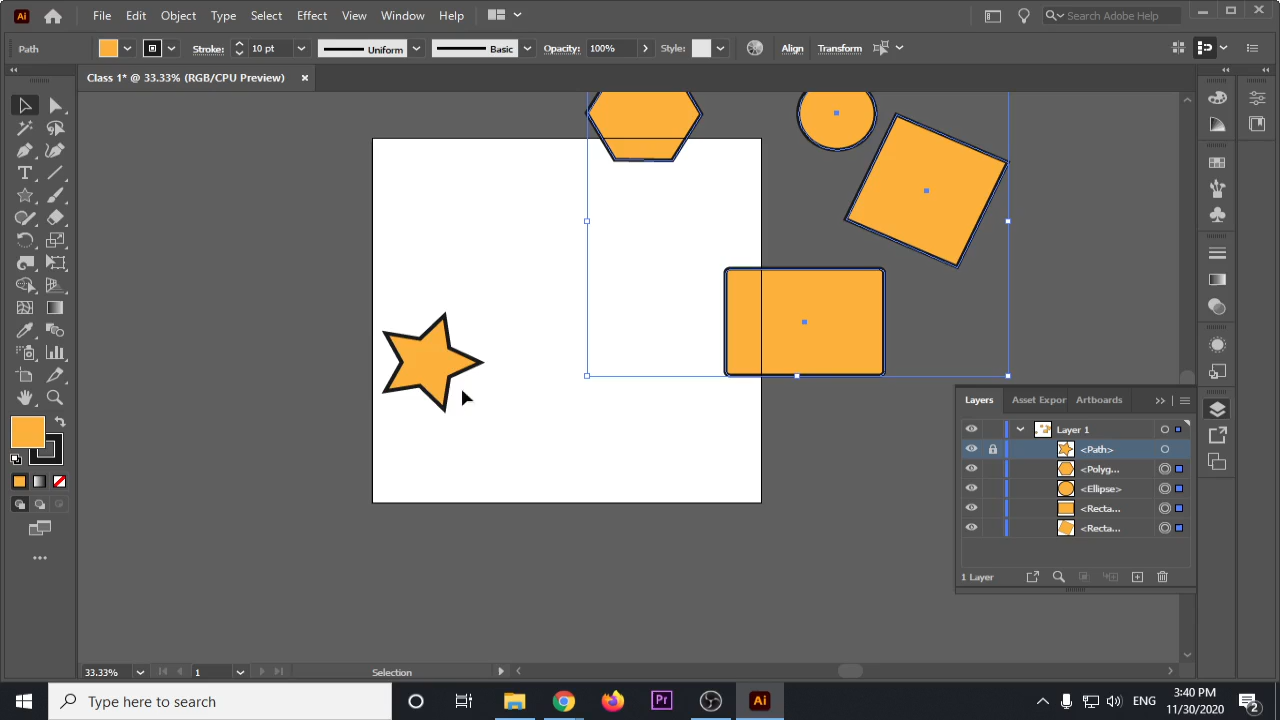 Ai File Edit Object Type Select Effect View Window Help Search Adobe Help
Path Stroke: 10 pt Uniform Basic Opacity: 100% Style: Align Transform
Class 1* @ 33.33% (RGB/CPU Preview)
Layers Asset Expor Artboards
Layer 1
<Path>
<Polyg...
<Ellipse>
<Recta...
<Recta...
1 Layer
33.33% 1 Selection
Type here to search Pr Ai ENG 3:40 PM
11/30/2020 2